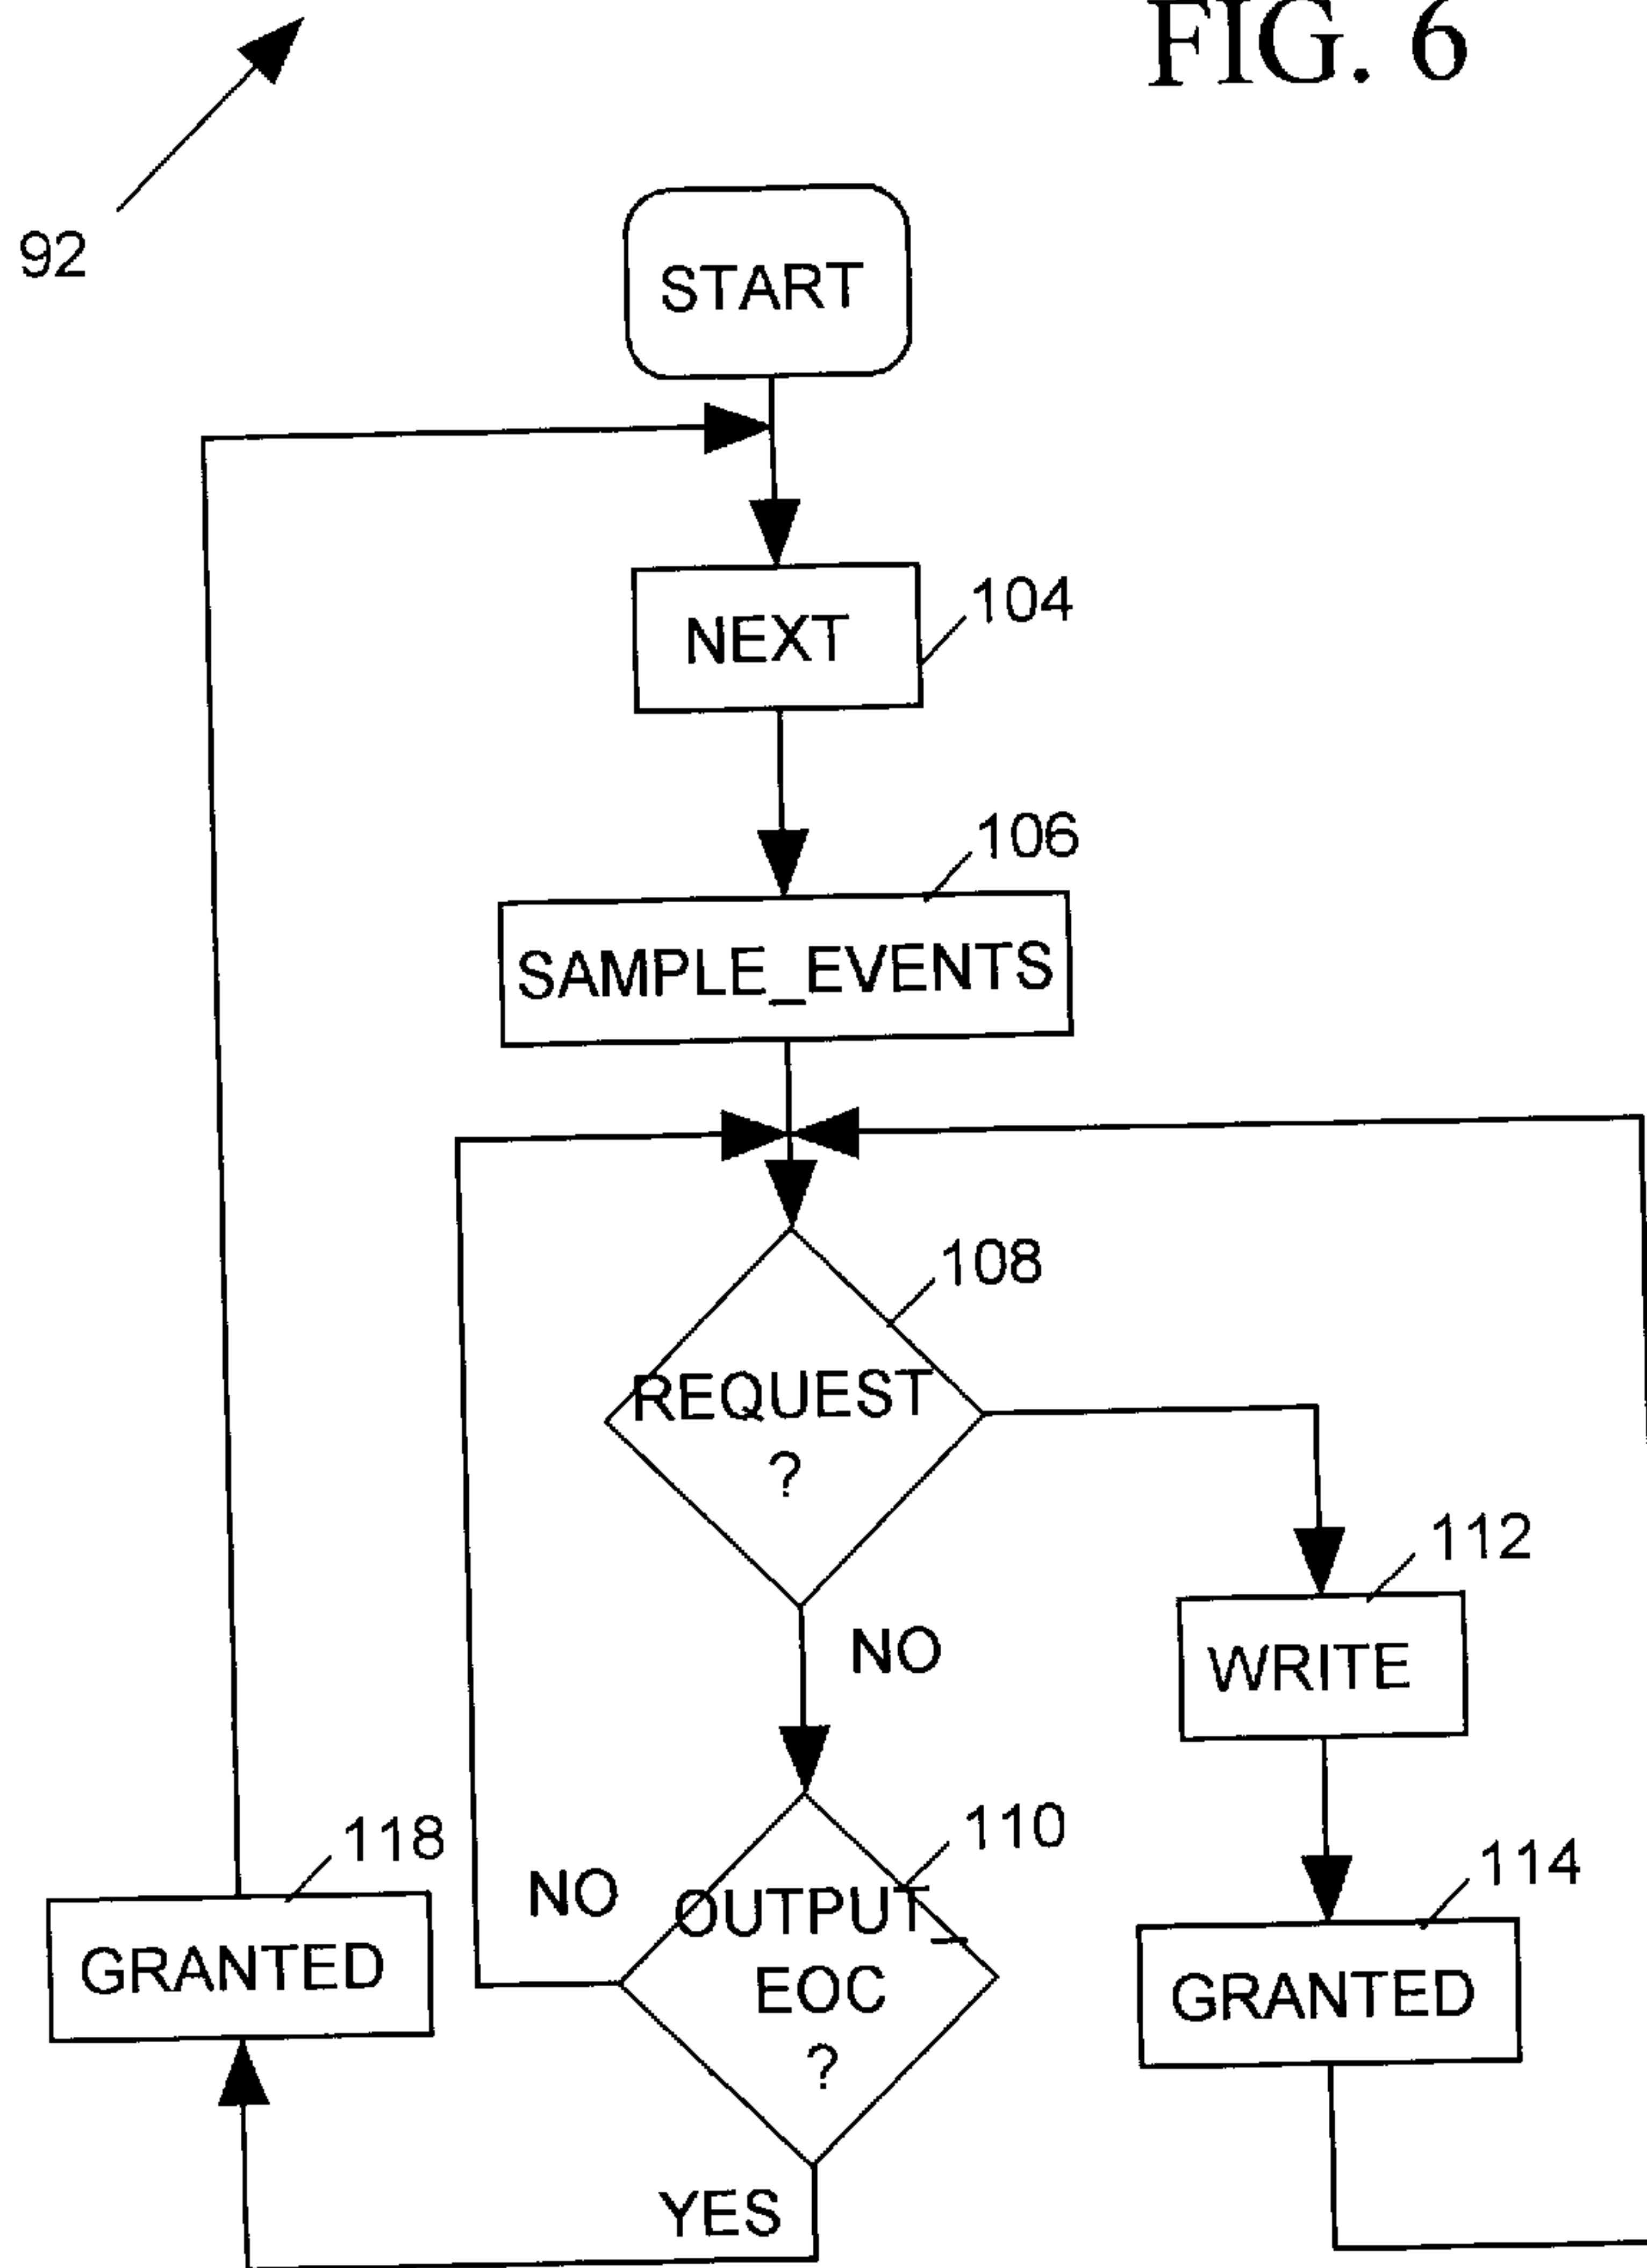 FIG. 6
92
START
NEXT
104
106
SAMPLE_EVENTS
108
REQUEST
?
NO
112
WRITE
118
GRANTED
NO
110
OUTPUT_
EOC
?
114
GRANTED
YES